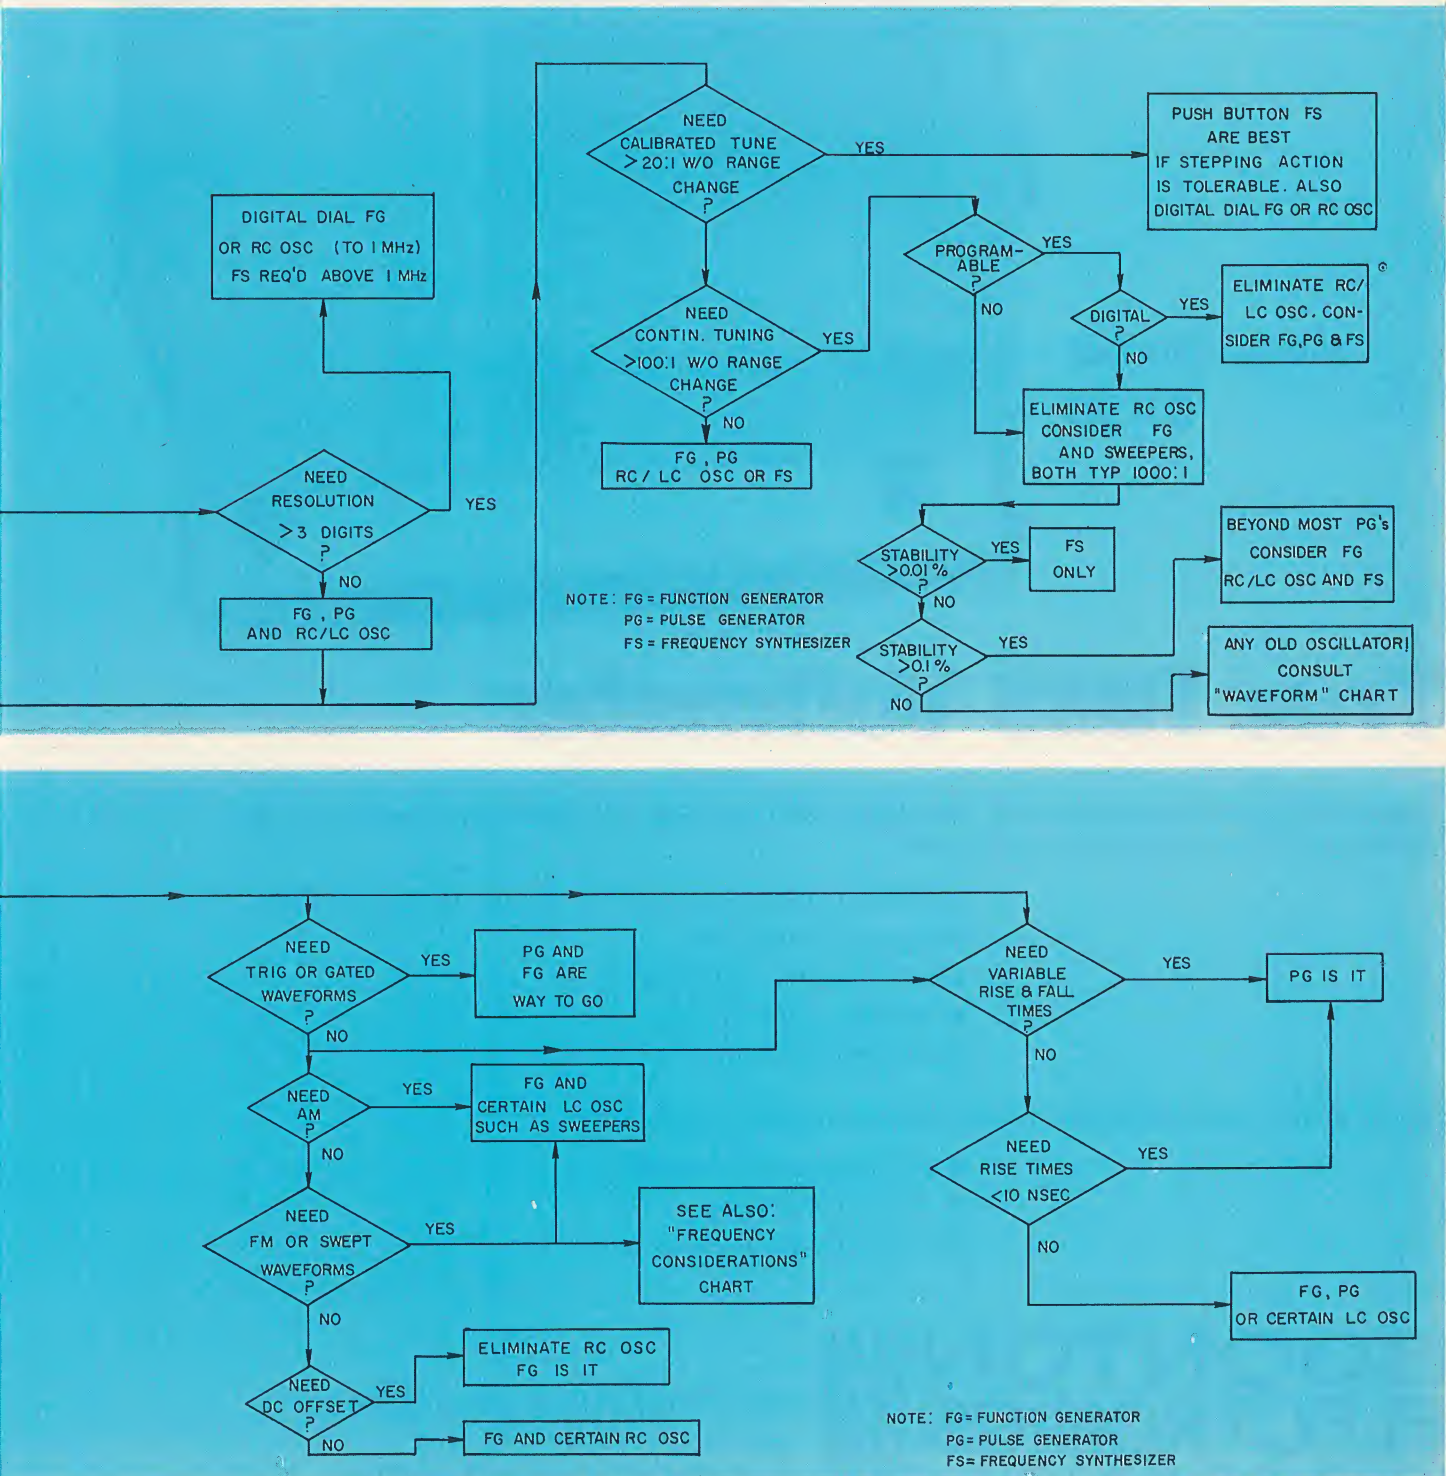 DIGITAL DIAL FG
OR RC OSC (TO 1 MHz)
FS REQ'D ABOVE 1 MHz
NEED
RESOLUTION
>3 DIGITS
?
YES
NO
FG, PG
AND RC/LC OSC
NEED
CALIBRATED TUNE
>20:1 W/O RANGE
CHANGE
?
YES
PUSH BUTTON FS
ARE BEST
IF STEPPING ACTION
IS TOLERABLE. ALSO
DIGITAL DIAL FG OR RC OSC
NEED
CONTIN. TUNING
>100:1 W/O RANGE
CHANGE
?
YES
NO
FG, PG
RC/ LC OSC OR FS
PROGRAM-
ABLE
?
YES
NO
DIGITAL
?
YES
NO
ELIMINATE RC/
LC OSC. CON-
SIDER FG, PG & FS
ELIMINATE RC OSC
CONSIDER FG
AND SWEEPERS,
BOTH TYP 1000:1
STABILITY
>0.01%
?
YES
NO
FS
ONLY
STABILITY
>0.1%
?
YES
NO
BEYOND MOST PG's
CONSIDER FG
RC/LC OSC AND FS
ANY OLD OSCILLATOR!
CONSULT
"WAVEFORM" CHART
NOTE: FG= FUNCTION GENERATOR
PG= PULSE GENERATOR
FS= FREQUENCY SYNTHESIZER
NEED
TRIG OR GATED
WAVEFORMS
?
YES
NO
PG AND
FG ARE
WAY TO GO
NEED
AM
?
YES
NO
FG AND
CERTAIN LC OSC
SUCH AS SWEEPERS
NEED
FM OR SWEPT
WAVEFORMS
?
YES
NO
SEE ALSO:
"FREQUENCY
CONSIDERATIONS"
CHART
NEED
DC OFFSET
?
YES
NO
ELIMINATE RC OSC
FG IS IT
FG AND CERTAIN RC OSC
NEED
VARIABLE
RISE & FALL
TIMES
?
YES
NO
PG IS IT
NEED
RISE TIMES
<10 NSEC
YES
NO
FG, PG
OR CERTAIN LC OSC
NOTE: FG= FUNCTION GENERATOR
PG= PULSE GENERATOR
FS= FREQUENCY SYNTHESIZER